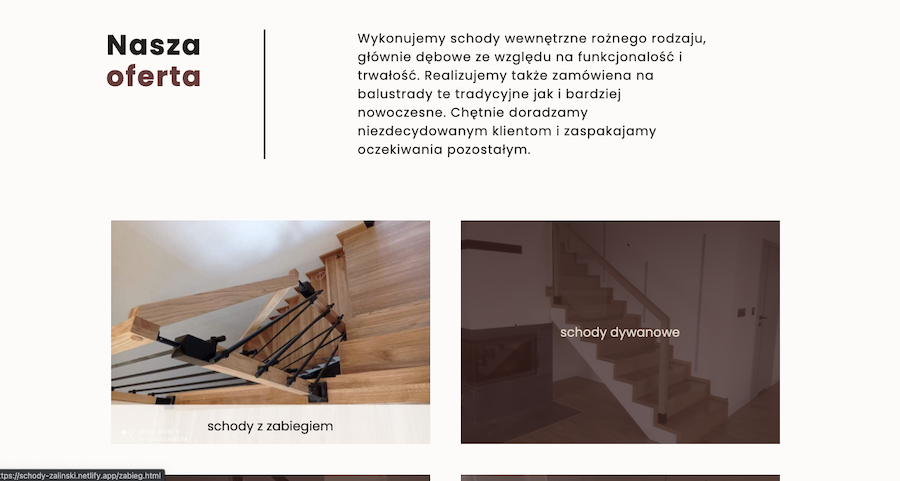 Nasza
oferta
Wykonujemy schody wewnętrzne rożnego rodzaju,
głównie dębowe ze względu na funkcjonalość i
trwałość. Realizujemy także zamówiena na
balustrady te tradycyjne jak i bardziej
nowoczesne. Chętnie doradzamy
niezdecydowanym klientom i zaspakajamy
oczekiwania pozostałym.
schody z zabiegiem
schody dywanowe
ttps://schody-zalinski.netlify.app/zabieg.html